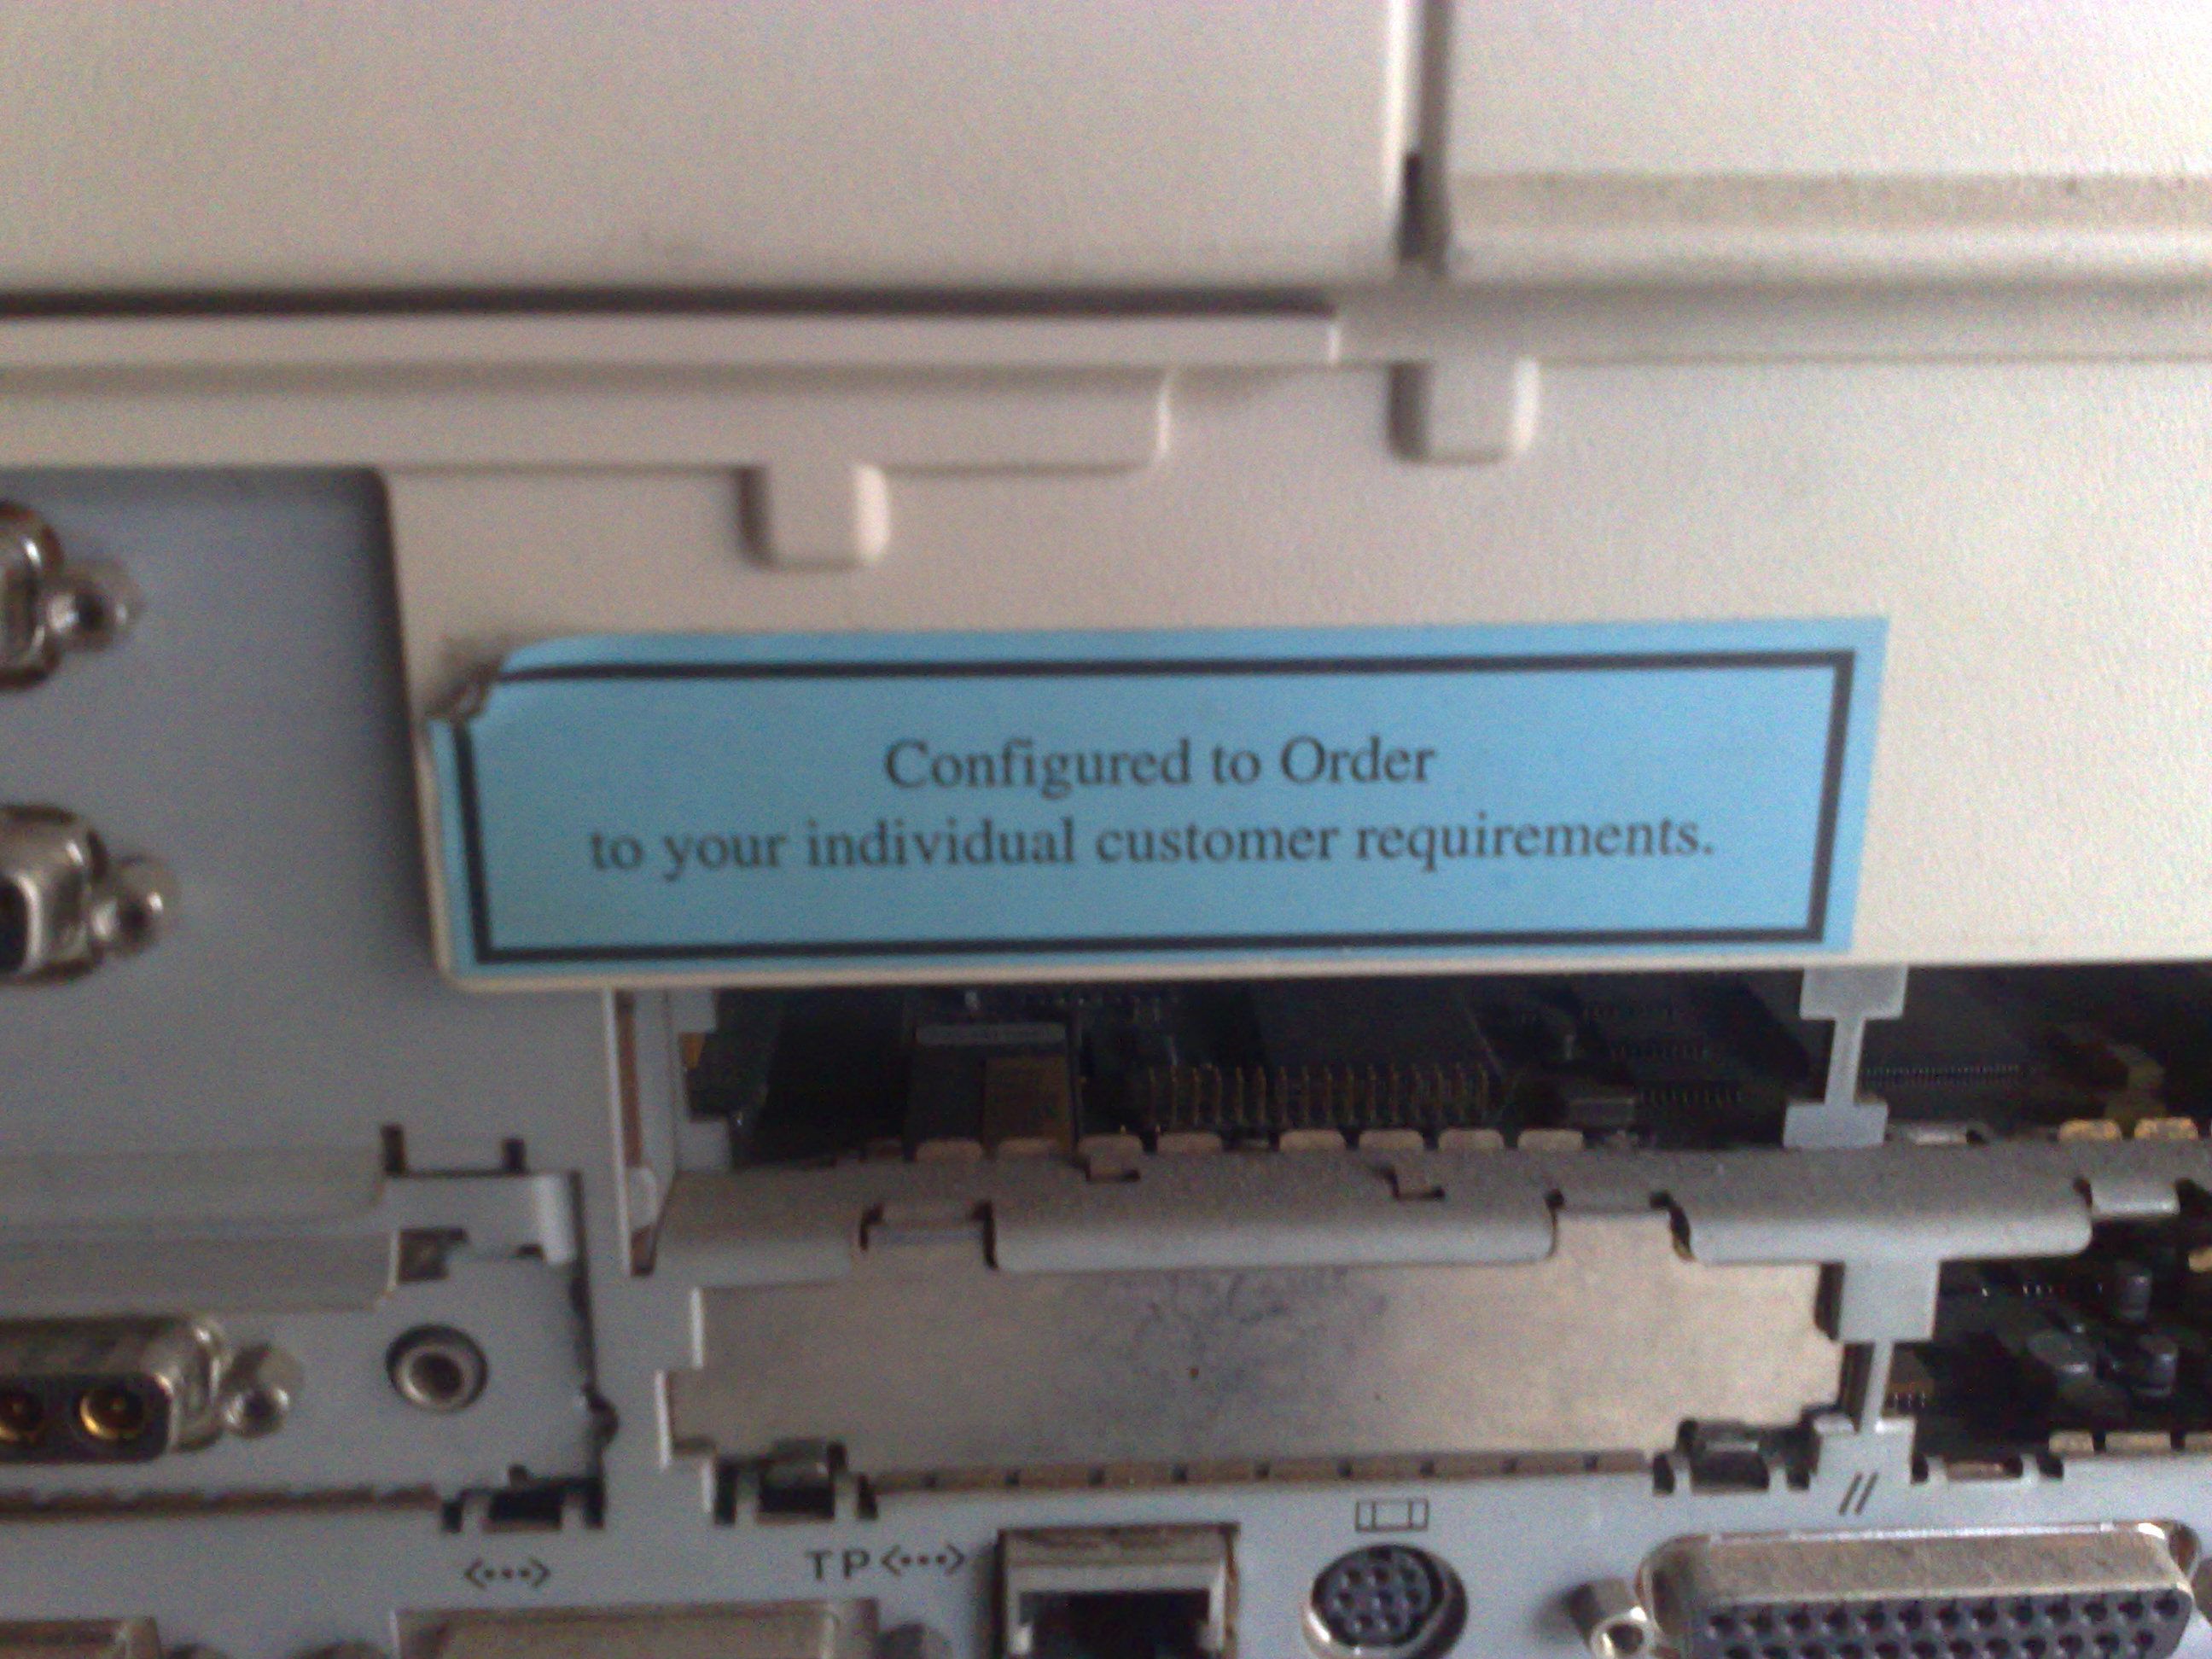 Configured to Order
to your individual customer requirements.
TP